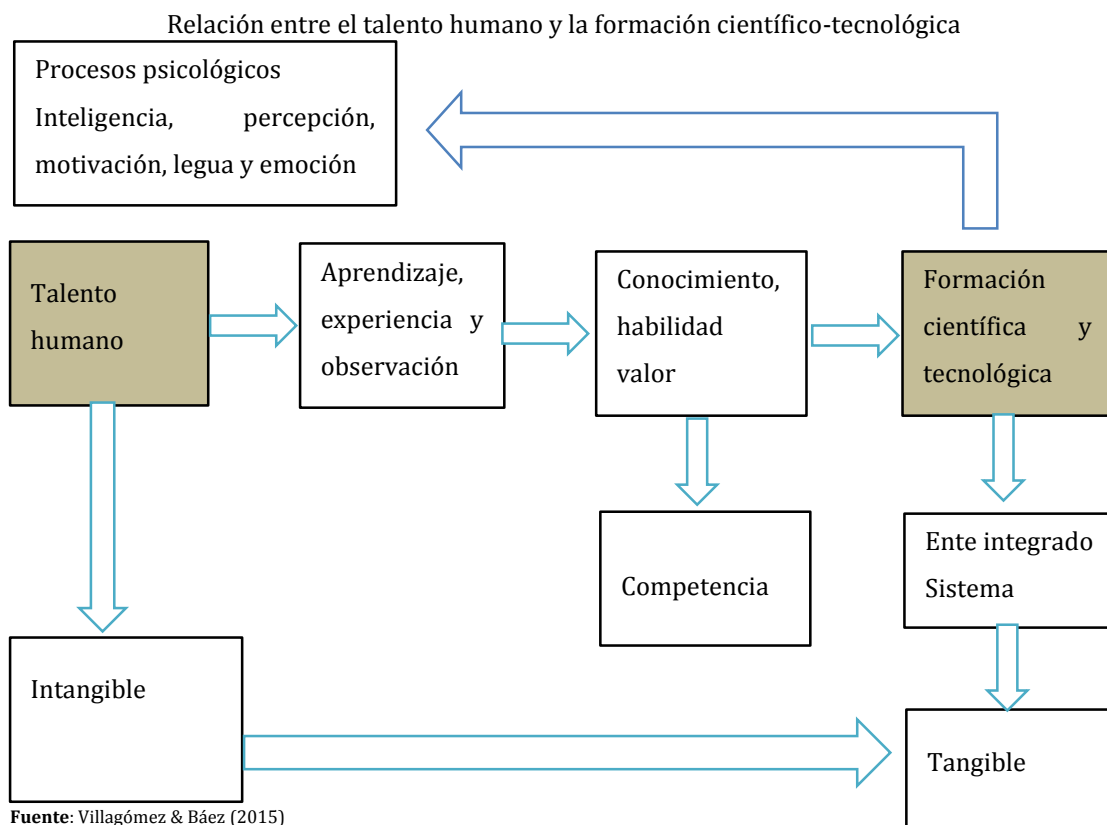 Relación entre el talento humano y la formación científico-tecnológica
Procesos psicológicos
Inteligencia, percepción,
motivación, legua y emoción
Talento
humano
Aprendizaje,
experiencia y
observación
Conocimiento,
habilidad
valor
Formación
científica y
tecnológica
Competencia
Ente integrado
Sistema
Intangible
Tangible
Fuente: Villagómez & Báez (2015)